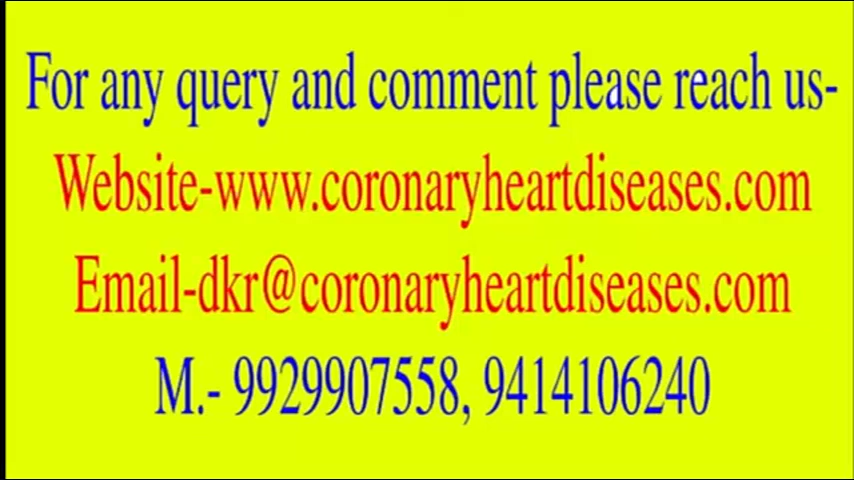 For any query and comment please reach us-
Website-www.coronaryheartdiseases.com
Email-dkr@coronaryheartdiseases.com
M.- 9929907558, 9414106240